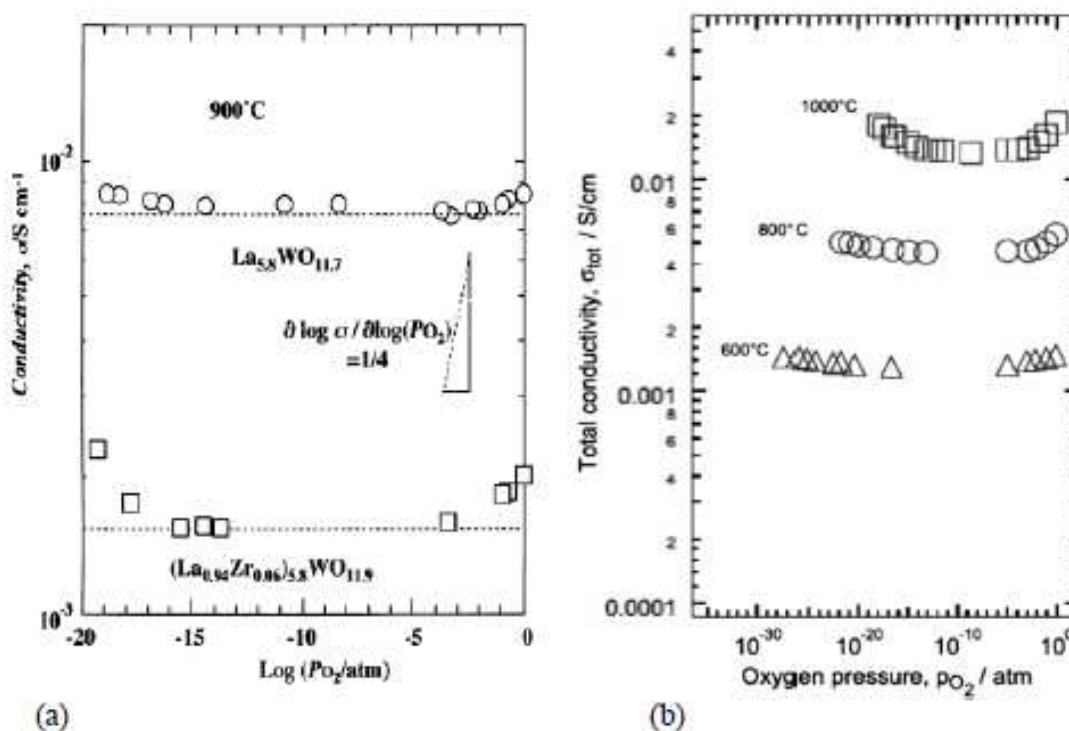 900°C
10⁻²
Conductivity, σ/S cm⁻¹
La₅.₈WO₁₁.₇
∂ log σ / ∂log(PO₂)
=1/4
(La₀.₉₄Zr₀.₀₆)₅.₈WO₁₁.₉
10⁻³
-20 -15 -10 -5 0
Log (PO₂/atm)
(a)
4
1000°C
2
0.01
800°C
6
4
Total conductivity, σtot / S/cm
2
600°C
0.001
6
4
2
0.0001
10⁻³⁰ 10⁻²⁰ 10⁻¹⁰ 10⁰
Oxygen pressure, pO₂ / atm
(b)